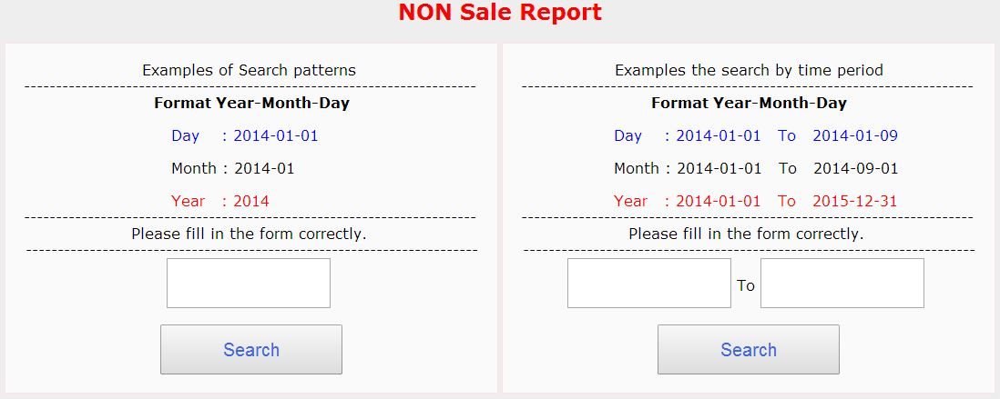 NON Sale Report
Examples of Search patterns
--------------------------------------------------------------------
Format Year-Month-Day
Day : 2014-01-01
Month : 2014-01
Year : 2014
--------------------------------------------------------------------
Please fill in the form correctly.
--------------------------------------------------------------------
Search
Examples the search by time period
--------------------------------------------------------------------
Format Year-Month-Day
Day : 2014-01-01 To 2014-01-09
Month : 2014-01-01 To 2014-09-01
Year : 2014-01-01 To 2015-12-31
--------------------------------------------------------------------
Please fill in the form correctly.
--------------------------------------------------------------------
To
Search